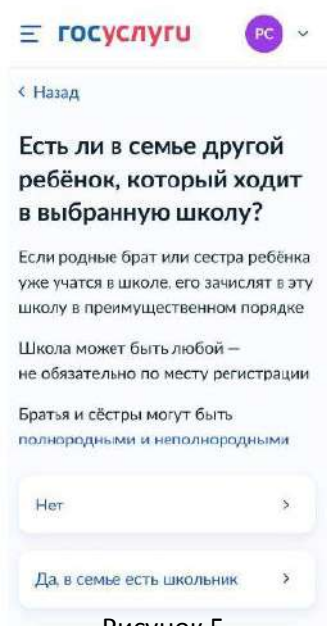 госуслуги
РС
Назад
Есть ли в семье другой
ребёнок, который ходит
в выбранную школу?
Если родные брат или сестра ребёнка
уже учатся в школе, его зачислят в эту
школу в преимущественном порядке
Школа может быть любой —
не обязательно по месту регистрации
Братья и сёстры могут быть
полнородными и неполнородными
Нет
Да, в семье есть школьник
Рисунок 5